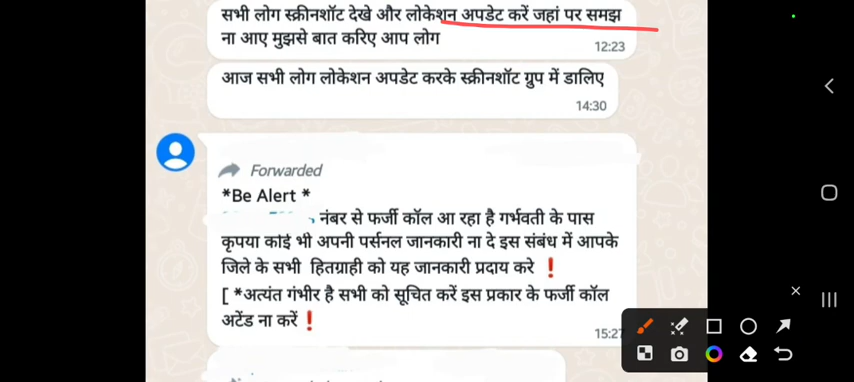 सभी लोग स्क्रीनशॉट देखे और लोकेशन अपडेट करें जहां पर समझ
ना आए मुझसे बात करिए आप लोग
12:23
आज सभी लोग लोकेशन अपडेट करके स्क्रीनशॉट ग्रुप में डालिए
14:30
Forwarded
*Be Alert *
नंबर से फर्जी कॉल आ रहा है गर्भवती के पास
कृपया कोई भी अपनी पर्सनल जानकारी ना दे इस संबंध में आपके
जिले के सभी हितग्राही को यह जानकारी प्रदाय करे ❗
[ *अत्यंत गंभीर है सभी को सूचित करें इस प्रकार के फर्जी कॉल
अटेंड ना करें❗
15:27